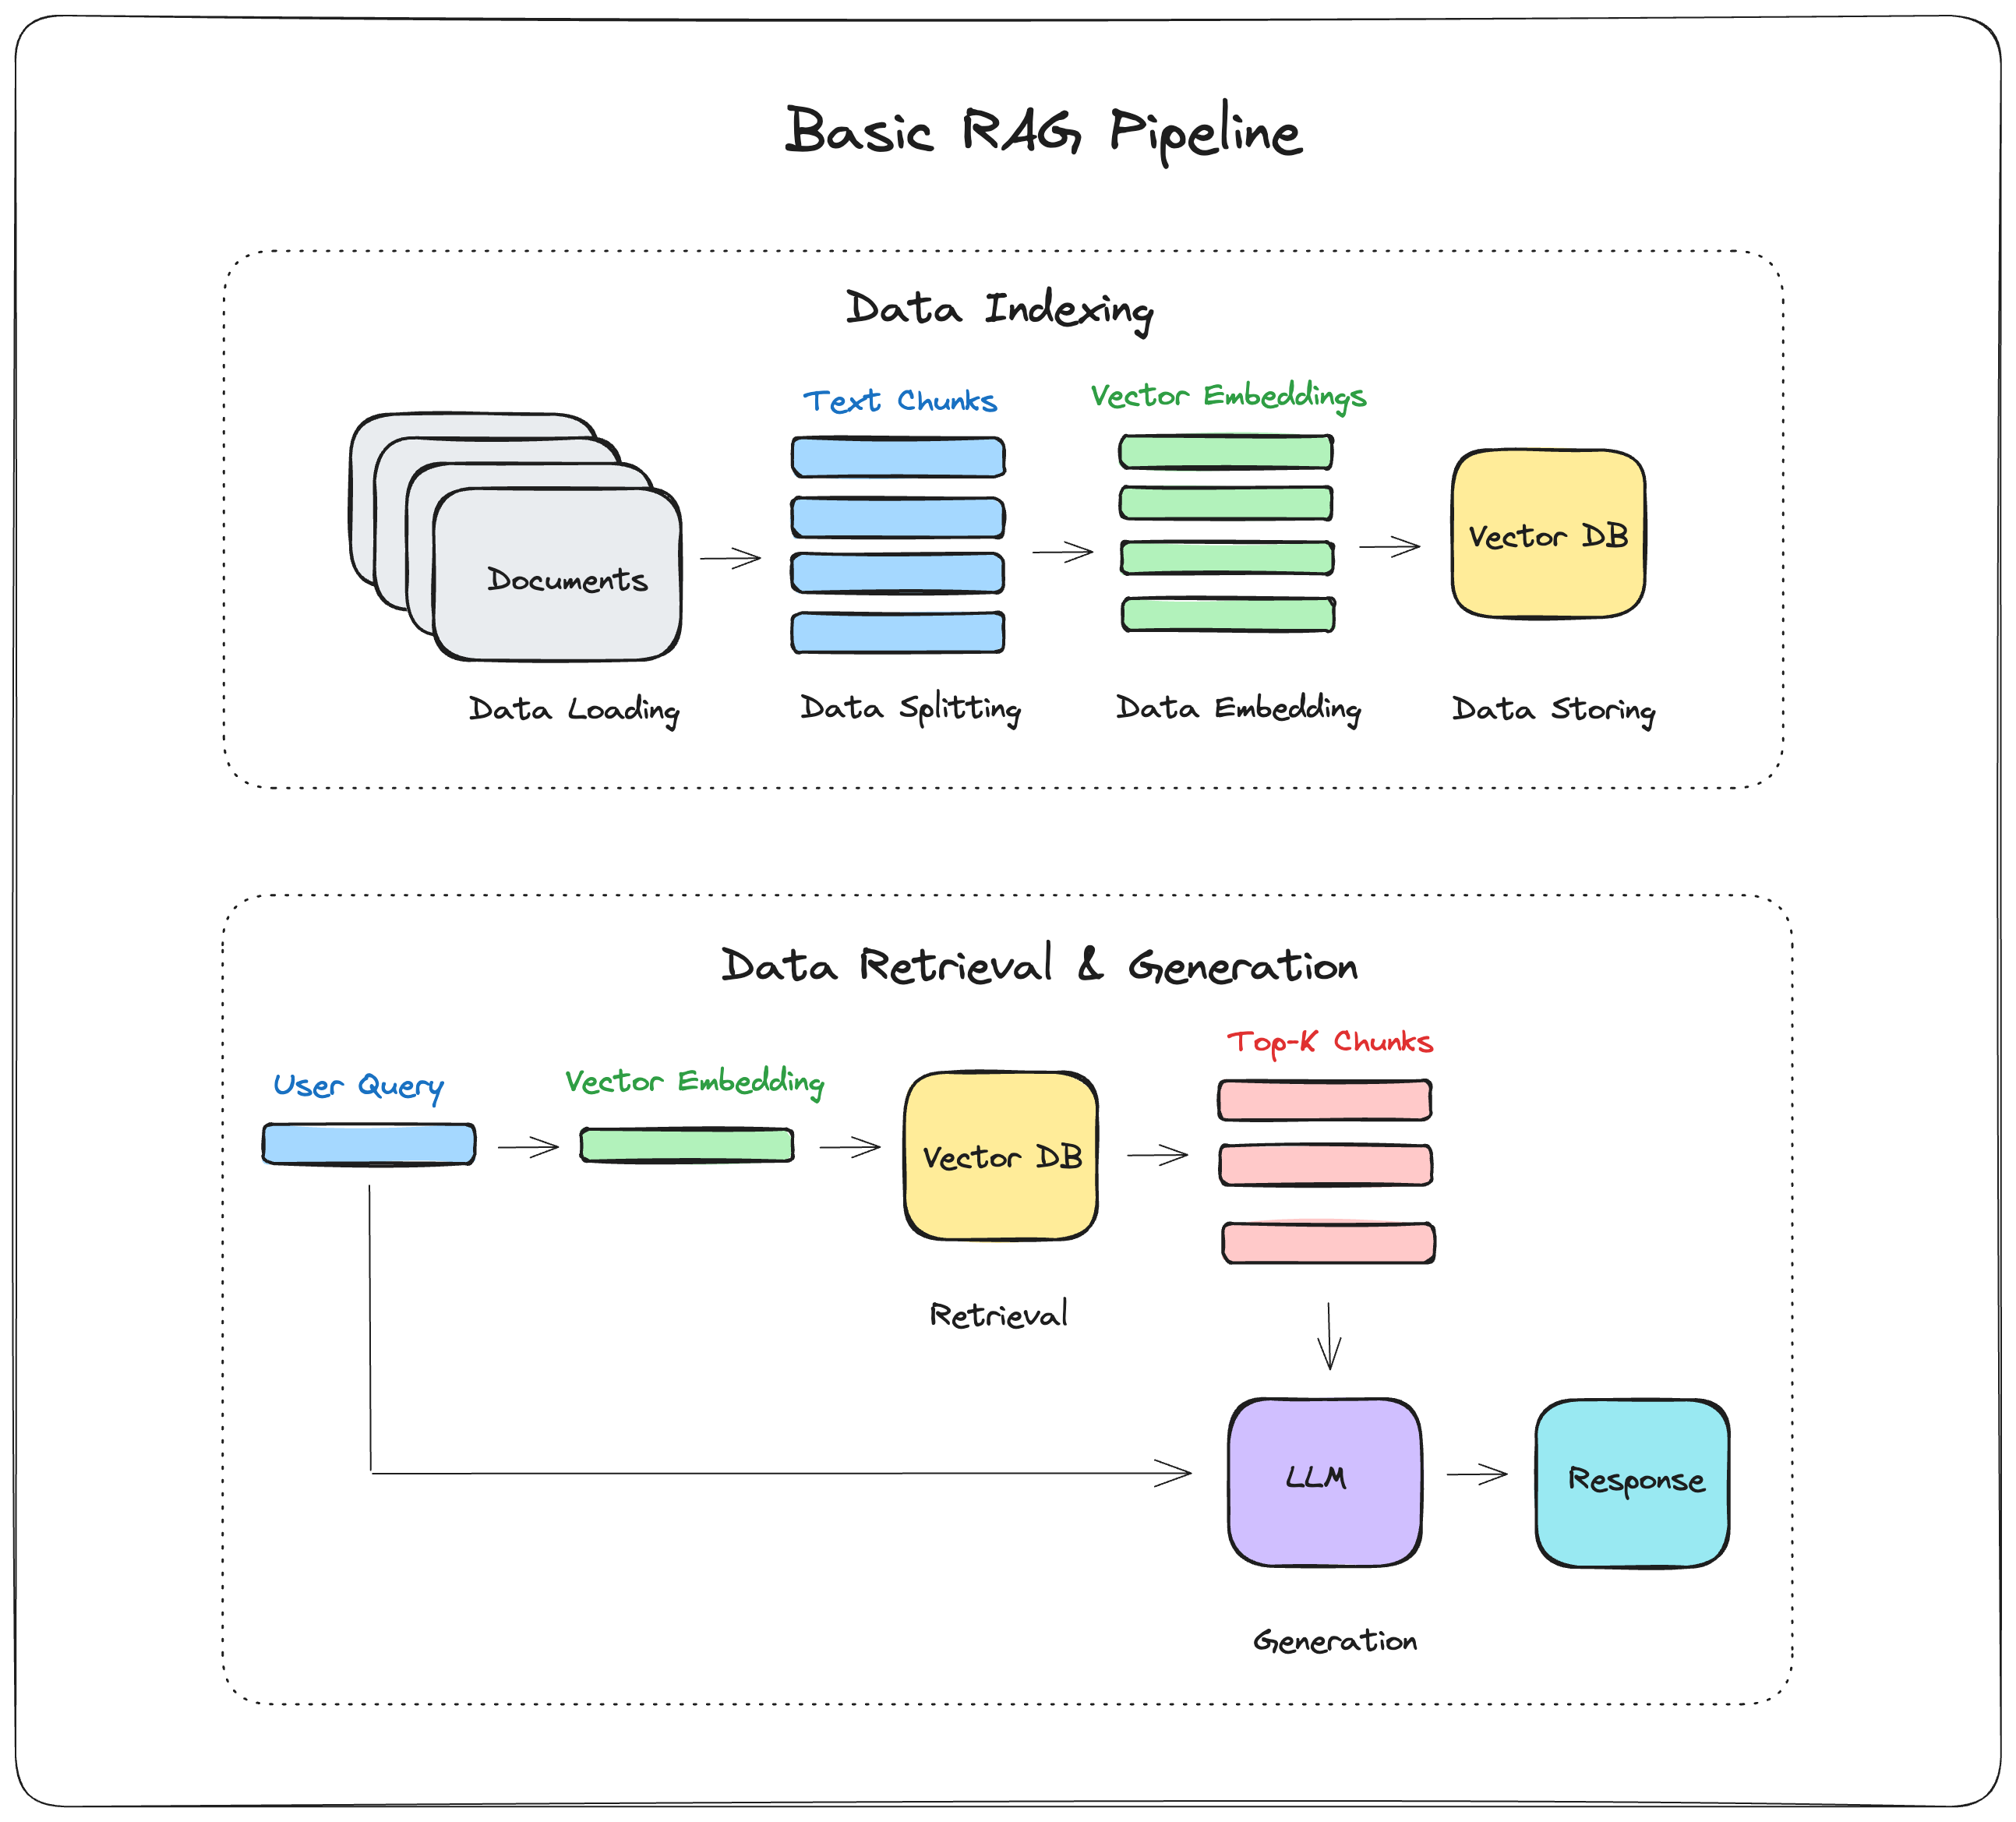 Basic RAG Pipeline
Data Indexing
Text Chunks
Vector Embeddings
Documents
Vector DB
Data Loading
Data Splitting
Data Embedding
Data Storing
Data Retrieval & Generation
User Query
Vector Embedding
Top-K Chunks
Vector DB
Retrieval
LLM
Response
Generation